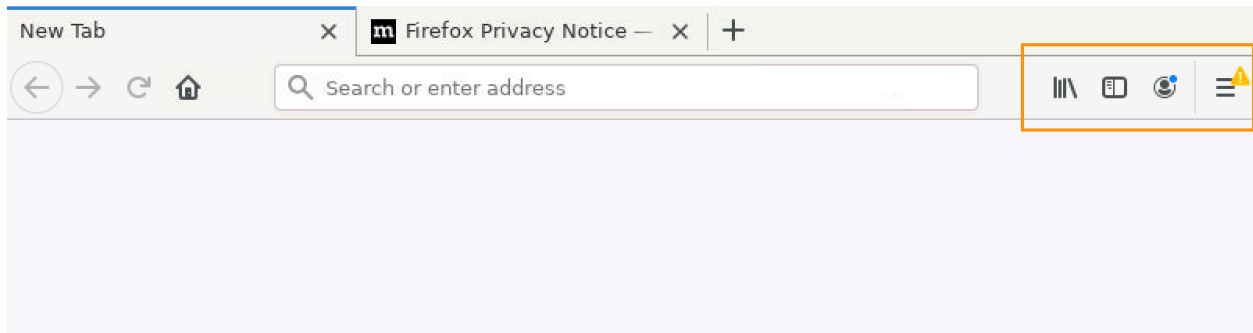 New Tab
m Firefox Privacy Notice —
Search or enter address